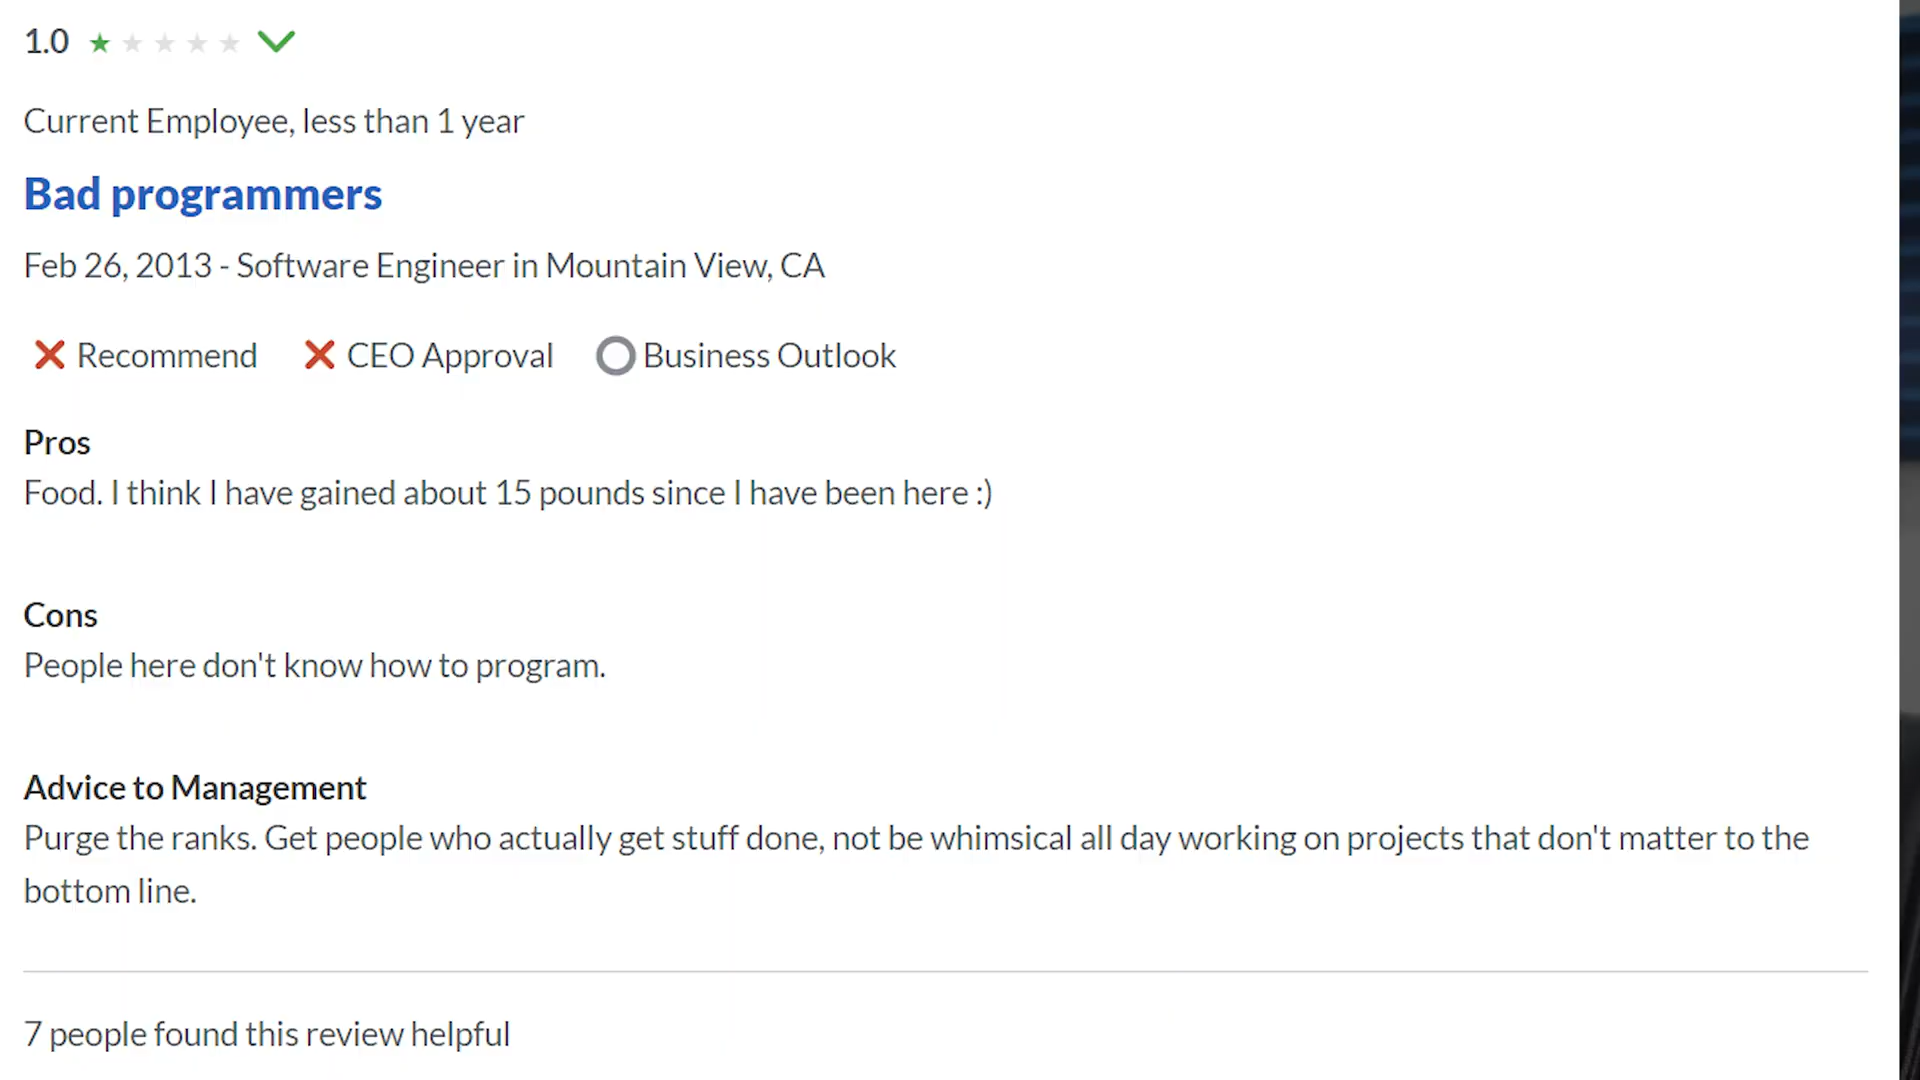 1.0
Current Employee, less than 1 year
Bad programmers
Feb 26, 2013 - Software Engineer in Mountain View, CA
Recommend CEO Approval Business Outlook
Pros
Food. I think I have gained about 15 pounds since I have been here :)
Cons
People here don't know how to program.
Advice to Management
Purge the ranks. Get people who actually get stuff done, not be whimsical all day working on projects that don't matter to the
bottom line.
7 people found this review helpful